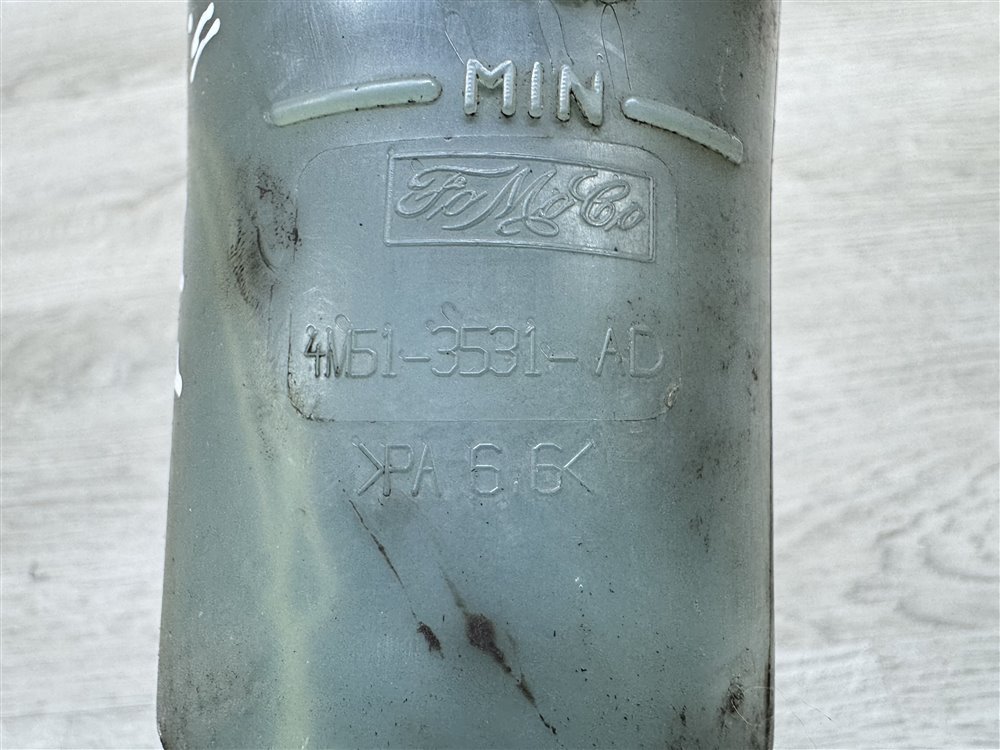 MIN
FoMoCo
4M51-3531-AD
>PA 6.6<